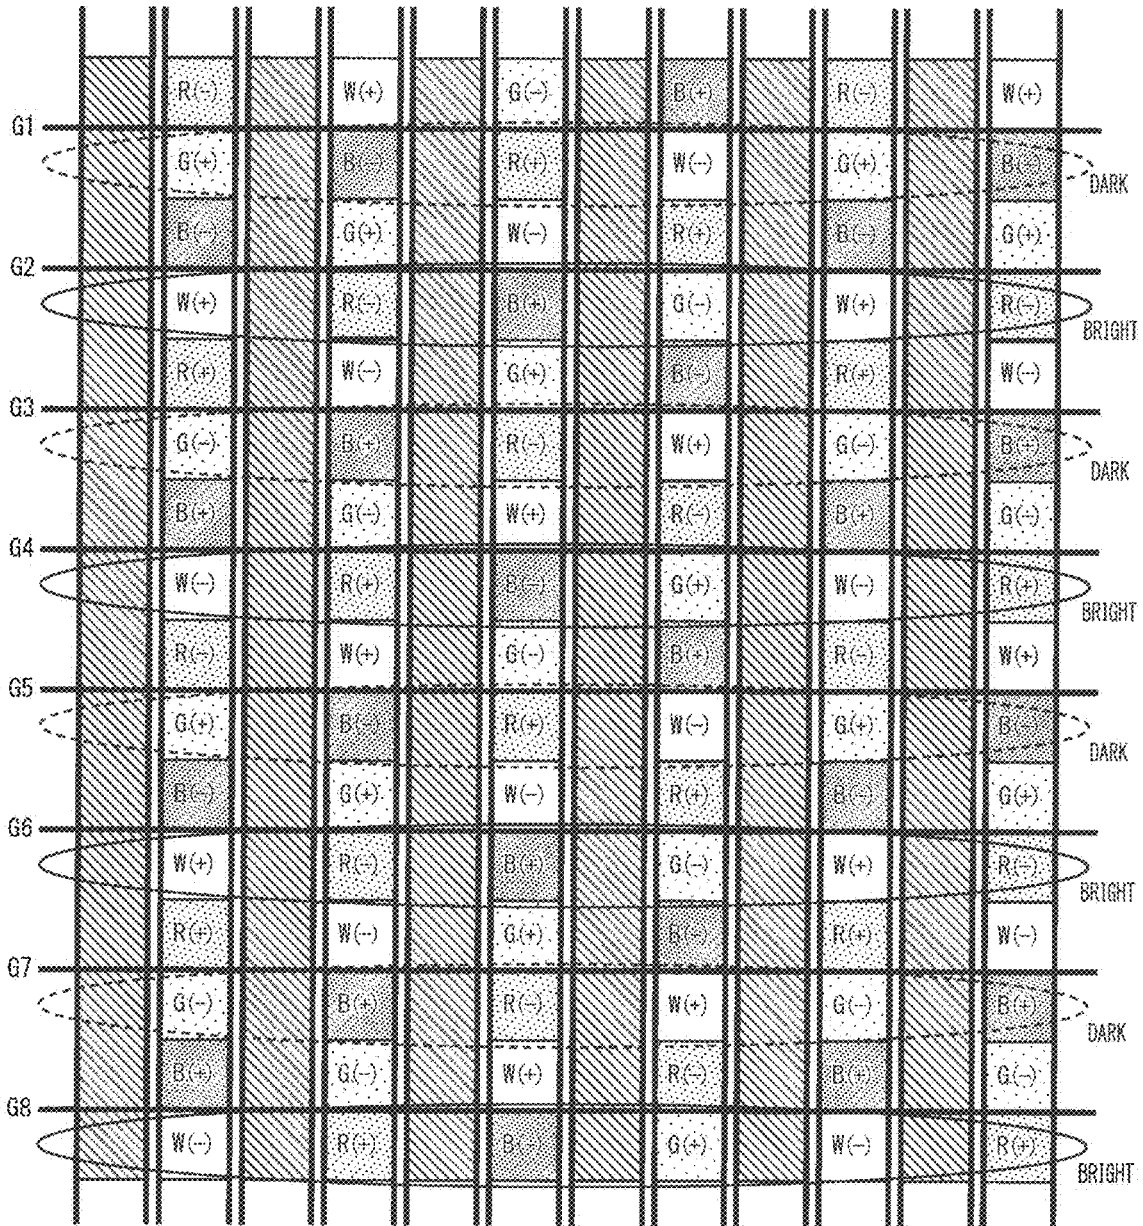 R(−) W(+) G(−) B(+) R(−) W(+)
G1
G(+) B(−) R(+) W(−) G(+) B(−)
DARK
B(−) G(+) W(−) R(+) B(−) G(+)
G2
W(+) R(−) B(+) G(−) W(+) R(−)
BRIGHT
R(+) W(−) G(+) B(−) R(+) W(−)
G3
G(−) B(+) R(−) W(+) G(−) B(+)
DARK
B(+) G(−) W(+) R(−) B(+) G(−)
G4
W(−) R(+) B(−) G(+) W(−) R(+)
BRIGHT
R(−) W(+) G(−) B(+) R(−) W(+)
G5
G(+) B(−) R(+) W(−) G(+) B(−)
DARK
B(−) G(+) W(−) R(+) B(−) G(+)
G6
W(+) R(−) B(+) G(−) W(+) R(−)
BRIGHT
R(+) W(−) G(+) B(−) R(+) W(−)
G7
G(−) B(+) R(−) W(+) G(−) B(+)
DARK
B(+) G(−) W(+) R(−) B(+) G(−)
G8
W(−) R(+) B(−) G(+) W(−) R(+)
BRIGHT